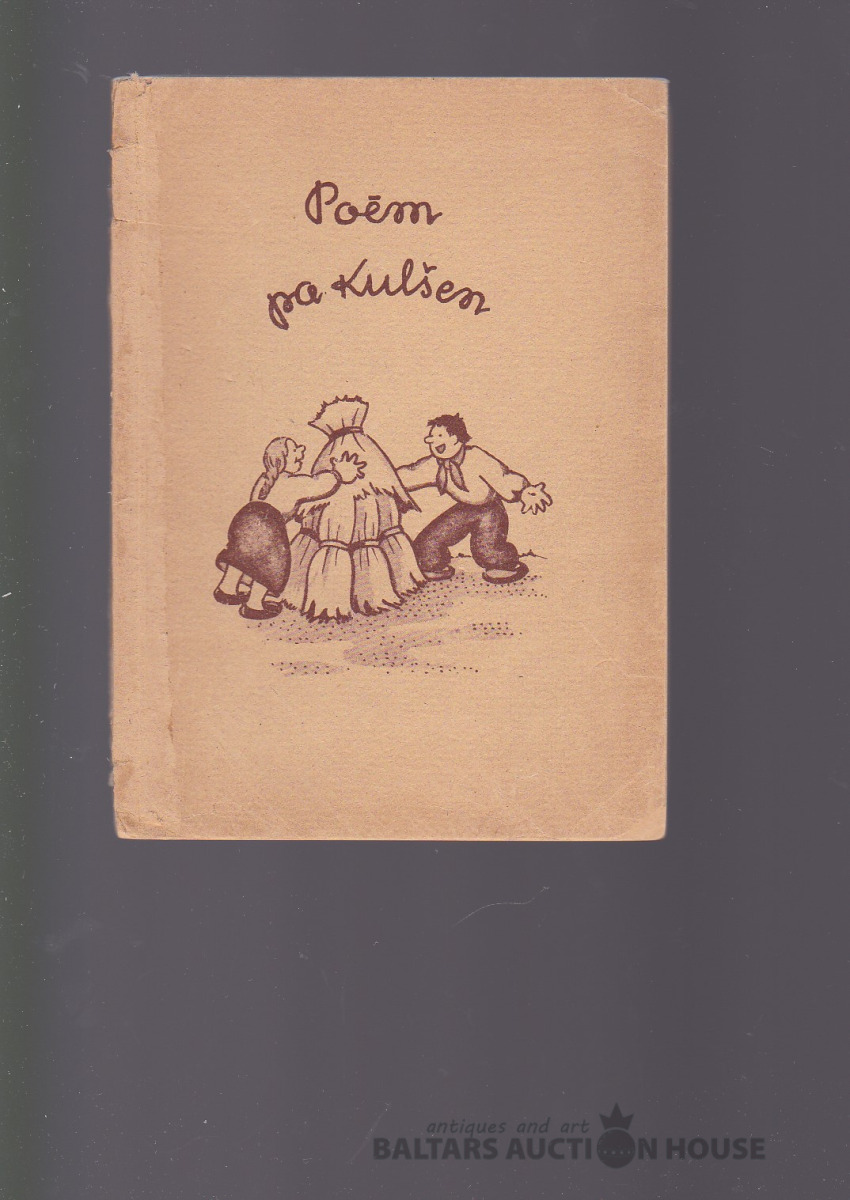 Poēm
pa Kulšen
antiques and art
BALTARS AUCTION HOUSE